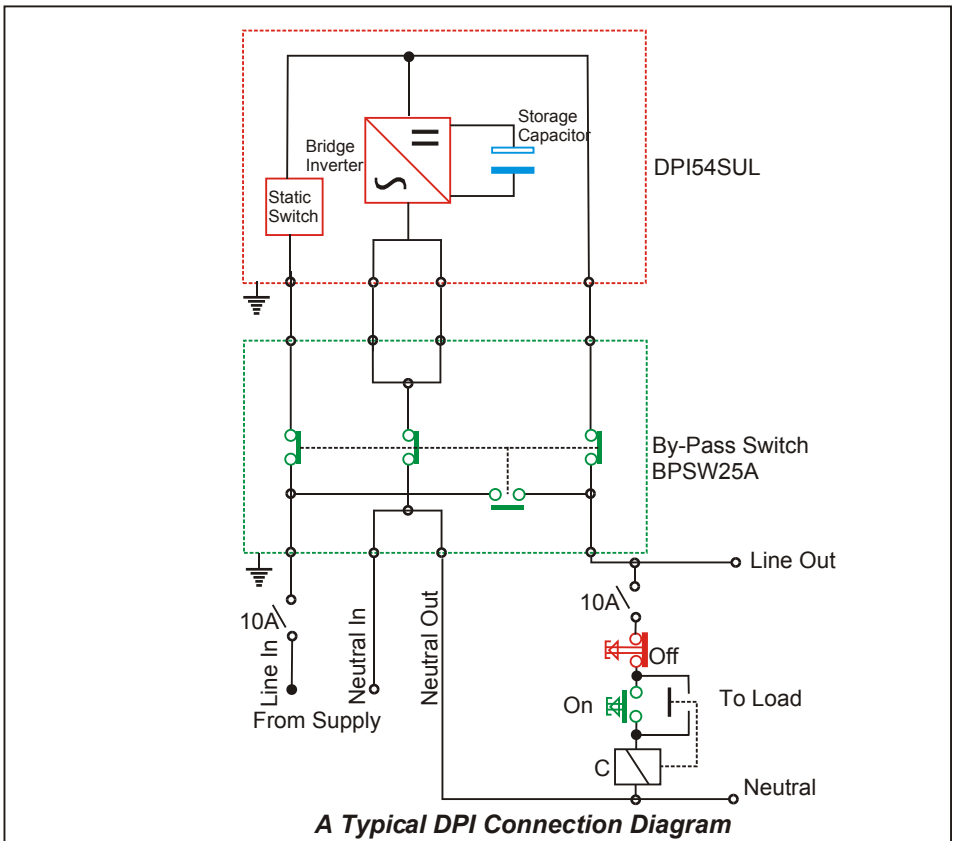 Storage
Capacitor
Bridge
Inverter
DPI54SUL
Static
Switch
By-Pass Switch
BPSW25A
Line Out
10A
10A
Line In
Neutral In
Neutral Out
Off
On
To Load
From Supply
C
Neutral
A Typical DPI Connection Diagram